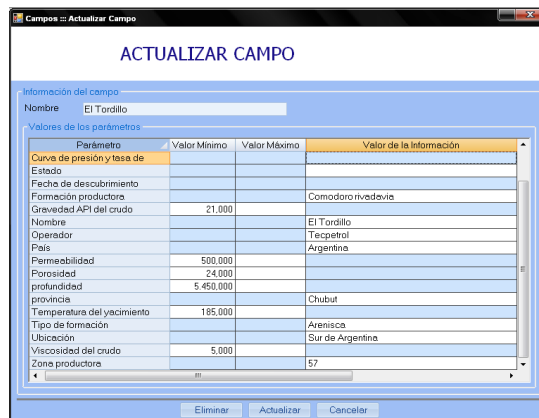 Campos ::: Actualizar Campo
ACTUALIZAR CAMPO
Información del campo
Nombre El Tordillo
Valores de los parámetros
Parámetro Valor Mínimo Valor Máximo Valor de la Información
Curva de presión y tasa de
Estado
Fecha de descubrimiento
Formación productora Comodoro rivadavia
Gravedad API del crudo 21,000
Nombre El Tordillo
Operador Tecpetrol
País Argentina
Permeabilidad 500,000
Porosidad 24,000
profundidad 5.450,000
provincia Chubut
Temperatura del yacimiento 185,000
Tipo de formación Arenisca
Ubicación Sur de Argentina
Viscosidad del crudo 5,000
Zona productora 57
Eliminar Actualizar Cancelar